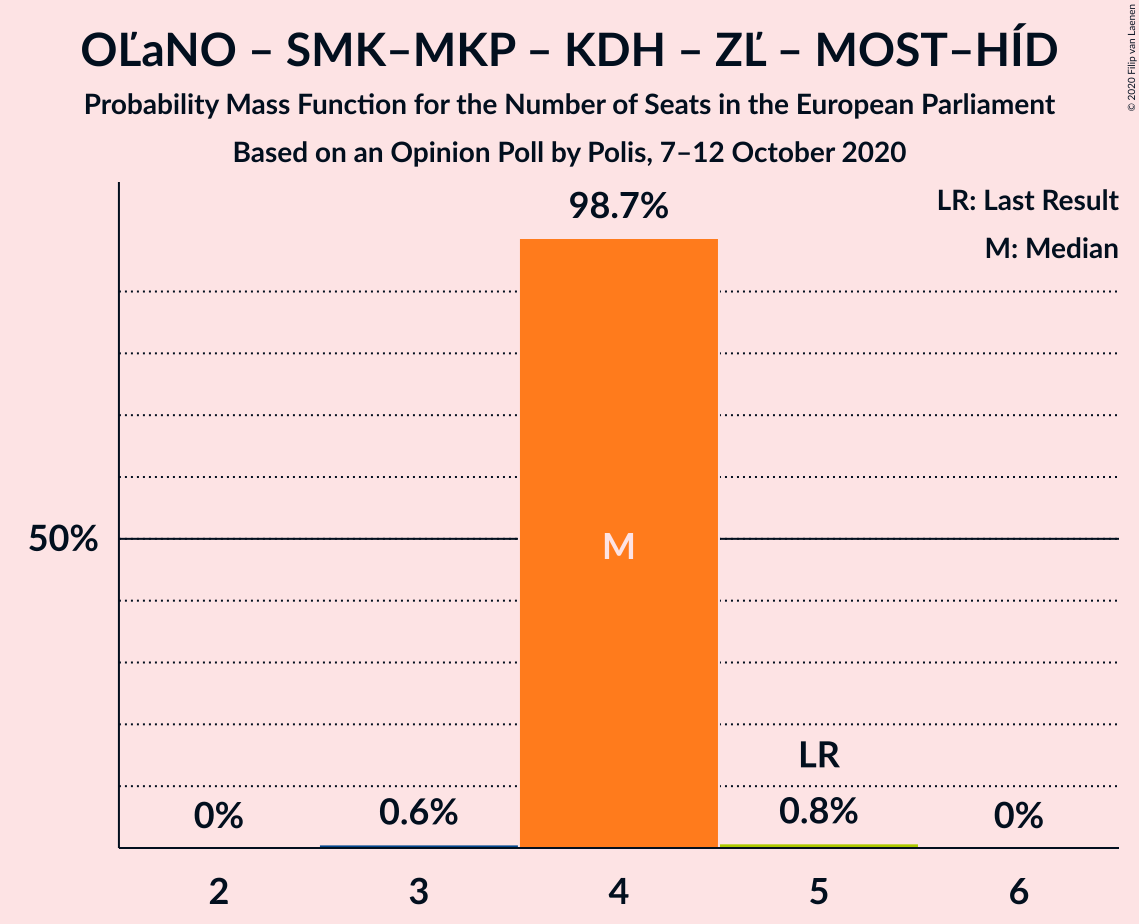 OĽaNO – SMK–MKP – KDH – ZĽ – MOST–HÍD
Probability Mass Function for the Number of Seats in the European Parliament
Based on an Opinion Poll by Polis, 7–12 October 2020
© 2020 Filip van Laenen
98.7%
LR: Last Result
M: Median
50%
M
LR
0%
0.6%
0.8%
0%
2
3
4
5
6